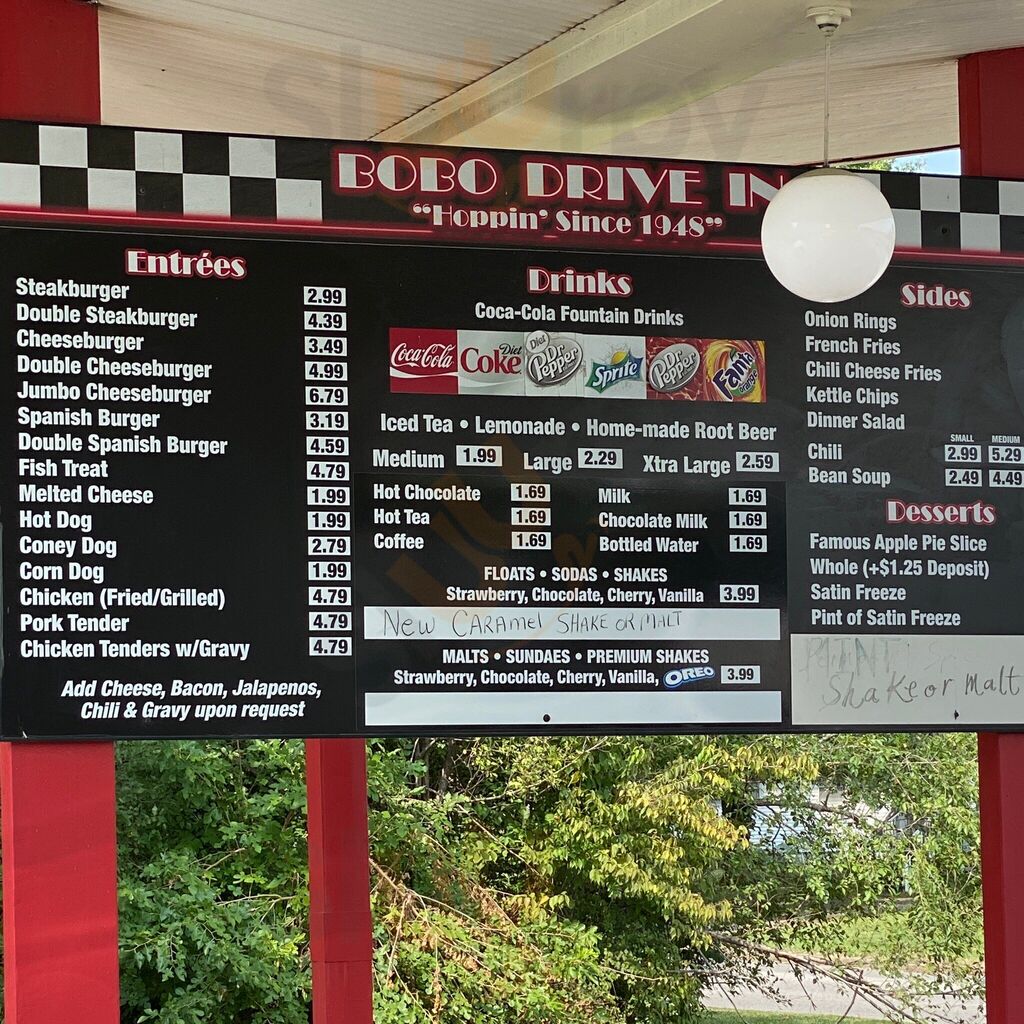 BOBO DRIVE IN
"Hoppin' Since 1948"
Entrées
Steakburger 2.99
Double Steakburger 4.39
Cheeseburger 3.49
Double Cheeseburger 4.99
Jumbo Cheeseburger 6.79
Spanish Burger 3.19
Double Spanish Burger 4.59
Fish Treat 4.79
Melted Cheese 1.99
Hot Dog 1.99
Coney Dog 2.79
Corn Dog 1.99
Chicken (Fried/Grilled) 4.79
Pork Tender 4.79
Chicken Tenders w/Gravy 4.79
Add Cheese, Bacon, Jalapenos,
Chili & Gravy upon request
Drinks
Coca-Cola Fountain Drinks
Coca-Cola Diet Coke Diet Dr Pepper Sprite Dr Pepper Fanta
Iced Tea • Lemonade • Home-made Root Beer
Medium 1.99 Large 2.29 Xtra Large 2.59
Hot Chocolate 1.69 Milk 1.69
Hot Tea 1.69 Chocolate Milk 1.69
Coffee 1.69 Bottled Water 1.69
FLOATS • SODAS • SHAKES
Strawberry, Chocolate, Cherry, Vanilla 3.99
New CARAMel SHAKE OR MALT
MALTS • SUNDAES • PREMIUM SHAKES
Strawberry, Chocolate, Cherry, Vanilla, OREO 3.99
Sides
Onion Rings
French Fries
Chili Cheese Fries
Kettle Chips
Dinner Salad
SMALL MEDIUM
Chili 2.99 5.29
Bean Soup 2.49 4.49
Desserts
Famous Apple Pie Slice
Whole (+$1.25 Deposit)
Satin Freeze
Pint of Satin Freeze
Shake or Malt